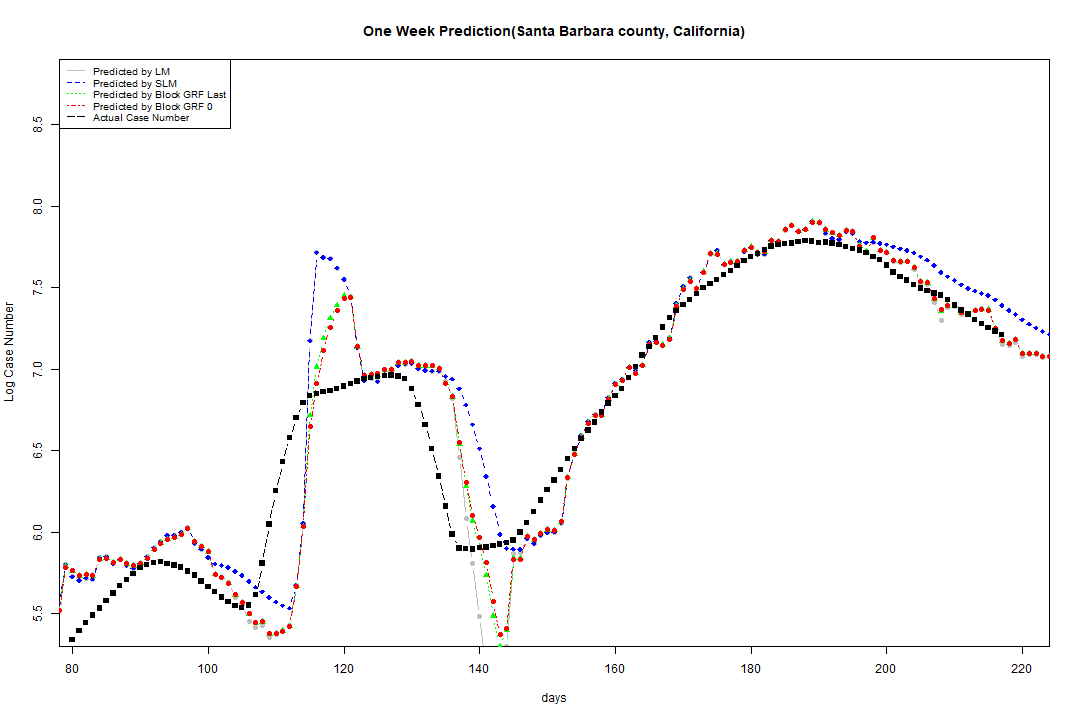 One Week Prediction(Santa Barbara county, California)
Predicted by LM
Predicted by SLM
Predicted by Block GRF Last
Predicted by Block GRF 0
Actual Case Number
Log Case Number
8.5
8.0
7.5
7.0
6.5
6.0
5.5
80 100 120 140 160 180 200 220
days